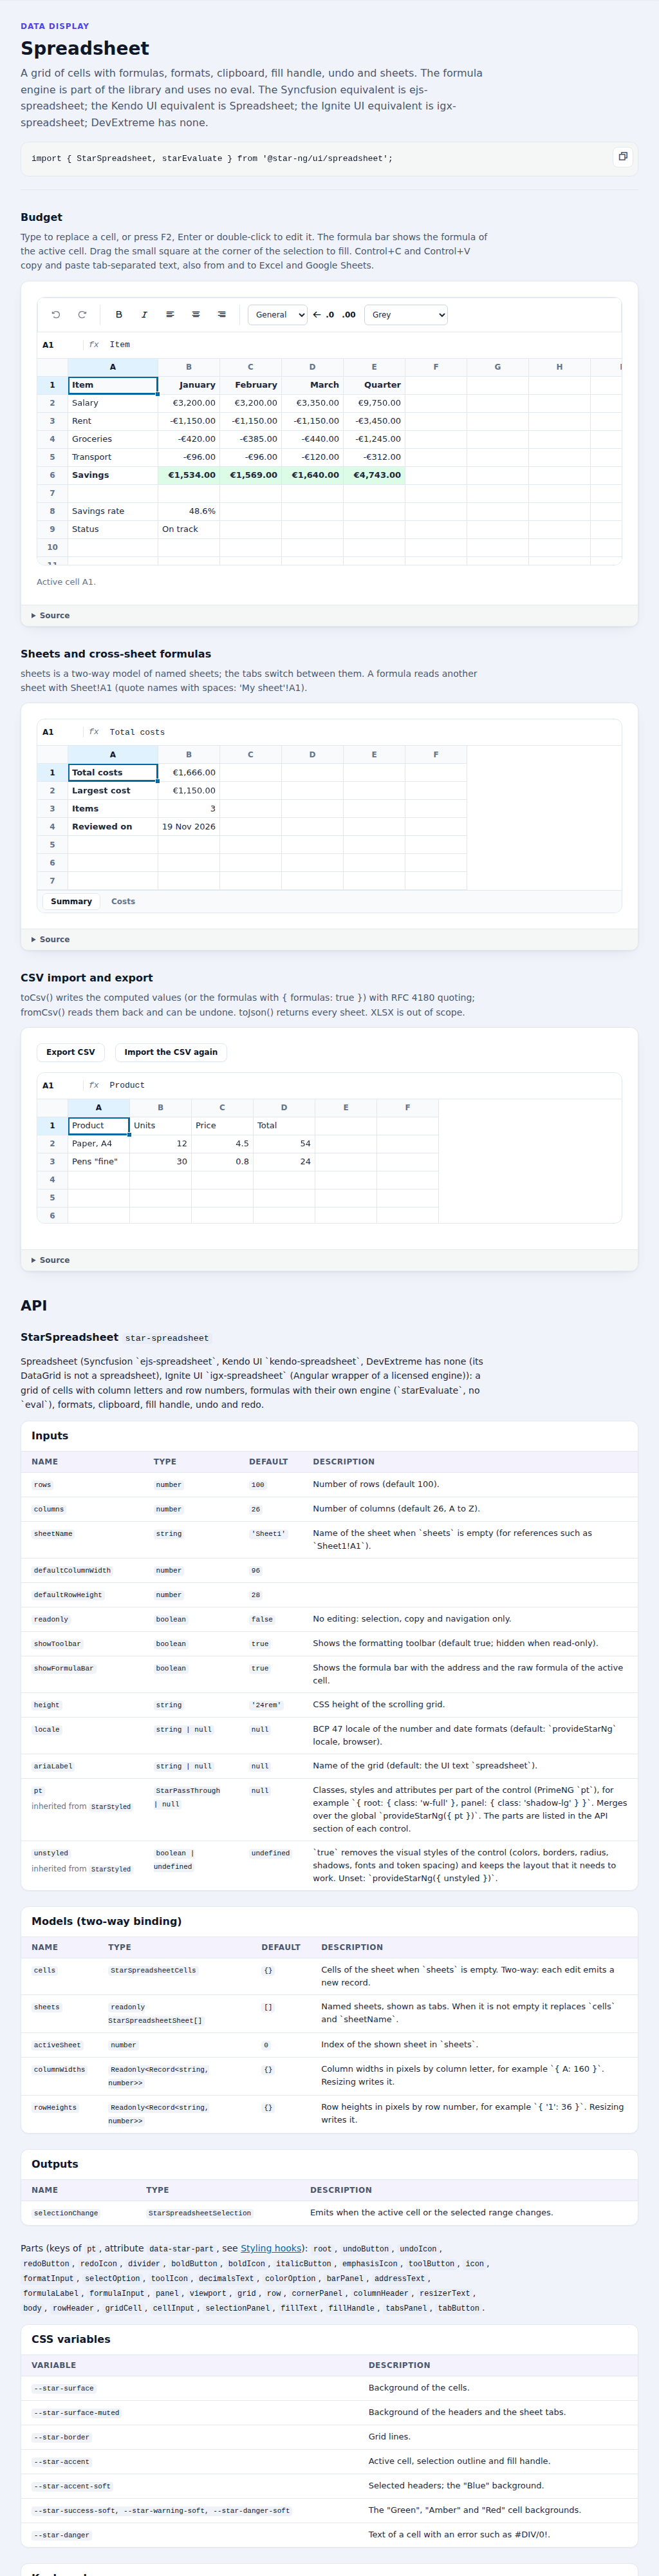 DATA DISPLAY
Spreadsheet
A grid of cells with formulas, formats, clipboard, fill handle, undo and sheets. The formula
engine is part of the library and uses no eval. The Syncfusion equivalent is ejs-
spreadsheet; the Kendo UI equivalent is Spreadsheet; the Ignite UI equivalent is igx-
spreadsheet; DevExtreme has none.
import { StarSpreadsheet, starEvaluate } from '@star-ng/ui/spreadsheet';
Budget
Type to replace a cell, or press F2, Enter or double-click to edit it. The formula bar shows the formula of
the active cell. Drag the small square at the corner of the selection to fill. Control+C and Control+V
copy and paste tab-separated text, also from and to Excel and Google Sheets.
B I General .0 .00 Grey
A1 fx Item
A B C D E F G H
1 Item January February March Quarter
2 Salary €3,200.00 €3,200.00 €3,350.00 €9,750.00
3 Rent -€1,150.00 -€1,150.00 -€1,150.00 -€3,450.00
4 Groceries -€420.00 -€385.00 -€440.00 -€1,245.00
5 Transport -€96.00 -€96.00 -€120.00 -€312.00
6 Savings €1,534.00 €1,569.00 €1,640.00 €4,743.00
7
8 Savings rate 48.6%
9 Status On track
10
11
Active cell A1.
Source
Sheets and cross-sheet formulas
sheets is a two-way model of named sheets; the tabs switch between them. A formula reads another
sheet with Sheet!A1 (quote names with spaces: 'My sheet'!A1).
A1 fx Total costs
A B C D E F
1 Total costs €1,666.00
2 Largest cost €1,150.00
3 Items 3
4 Reviewed on 19 Nov 2026
5
6
7
Summary Costs
Source
CSV import and export
toCsv() writes the computed values (or the formulas with { formulas: true }) with RFC 4180 quoting;
fromCsv() reads them back and can be undone. toJson() returns every sheet. XLSX is out of scope.
Export CSV Import the CSV again
A1 fx Product
A B C D E F
1 Product Units Price Total
2 Paper, A4 12 4.5 54
3 Pens "fine" 30 0.8 24
4
5
6
Source
API
StarSpreadsheet star-spreadsheet
Spreadsheet (Syncfusion `ejs-spreadsheet`, Kendo UI `kendo-spreadsheet`, DevExtreme has none (its
DataGrid is not a spreadsheet), Ignite UI `igx-spreadsheet` (Angular wrapper of a licensed engine)): a
grid of cells with column letters and row numbers, formulas with their own engine (`starEvaluate`, no
`eval`), formats, clipboard, fill handle, undo and redo.
Inputs
NAME TYPE DEFAULT DESCRIPTION
rows number 100 Number of rows (default 100).
columns number 26 Number of columns (default 26, A to Z).
sheetName string 'Sheet1' Name of the sheet when `sheets` is empty (for references such as
`Sheet1!A1`).
defaultColumnWidth number 96
defaultRowHeight number 28
readonly boolean false No editing: selection, copy and navigation only.
showToolbar boolean true Shows the formatting toolbar (default true; hidden when read-only).
showFormulaBar boolean true Shows the formula bar with the address and the raw formula of the active
cell.
height string '24rem' CSS height of the scrolling grid.
locale string | null null BCP 47 locale of the number and date formats (default: `provideStarNg`
locale, browser).
ariaLabel string | null null Name of the grid (default: the UI text `spreadsheet`).
pt StarPassThrough null Classes, styles and attributes per part of the control (PrimeNG `pt`), for
inherited from StarStyled | null example `{ root: { class: 'w-full' }, panel: { class: 'shadow-lg' } }`. Merges
over the global `provideStarNg({ pt })`. The parts are listed in the API
section of each control.
unstyled boolean | undefined `true` removes the visual styles of the control (colors, borders, radius,
inherited from StarStyled undefined shadows, fonts and token spacing) and keeps the layout that it needs to
work. Unset: `provideStarNg({ unstyled })`.
Models (two-way binding)
NAME TYPE DEFAULT DESCRIPTION
cells StarSpreadsheetCells {} Cells of the sheet when `sheets` is empty. Two-way: each edit emits a
new record.
sheets readonly [] Named sheets, shown as tabs. When it is not empty it replaces `cells`
StarSpreadsheetSheet[] and `sheetName`.
activeSheet number 0 Index of the shown sheet in `sheets`.
columnWidths Readonly<Record<string, {} Column widths in pixels by column letter, for example `{ A: 160 }`.
number>> Resizing writes it.
rowHeights Readonly<Record<string, {} Row heights in pixels by row number, for example `{ '1': 36 }`. Resizing
number>> writes it.
Outputs
NAME TYPE DESCRIPTION
selectionChange StarSpreadsheetSelection Emits when the active cell or the selected range changes.
Parts (keys of pt, attribute data-star-part, see Styling hooks): root, undoButton, undoIcon,
redoButton, redoIcon, divider, boldButton, boldIcon, italicButton, emphasisIcon, toolButton, icon,
formatInput, selectOption, toolIcon, decimalsText, colorOption, barPanel, addressText,
formulaLabel, formulaInput, panel, viewport, grid, row, cornerPanel, columnHeader, resizerText,
body, rowHeader, gridCell, cellInput, selectionPanel, fillText, fillHandle, tabsPanel, tabButton.
CSS variables
VARIABLE DESCRIPTION
--star-surface Background of the cells.
--star-surface-muted Background of the headers and the sheet tabs.
--star-border Grid lines.
--star-accent Active cell, selection outline and fill handle.
--star-accent-soft Selected headers; the "Blue" background.
--star-success-soft, --star-warning-soft, --star-danger-soft The "Green", "Amber" and "Red" cell backgrounds.
--star-danger Text of a cell with an error such as #DIV/0!.